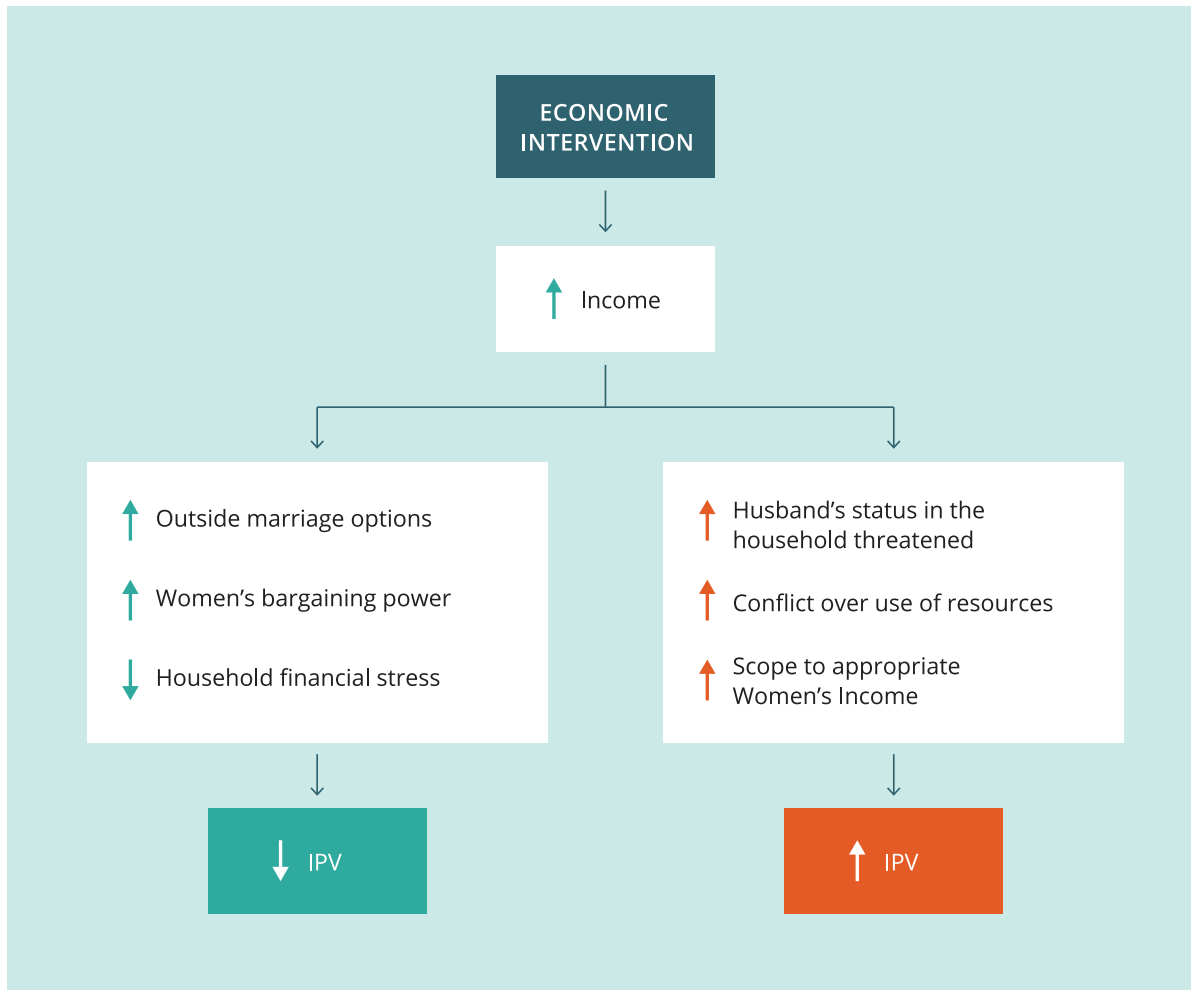 ECONOMIC
INTERVENTION
Income
Outside marriage options
Women’s bargaining power
Household financial stress
Husband’s status in the
household threatened
Conflict over use of resources
Scope to appropriate
Women’s Income
IPV
IPV